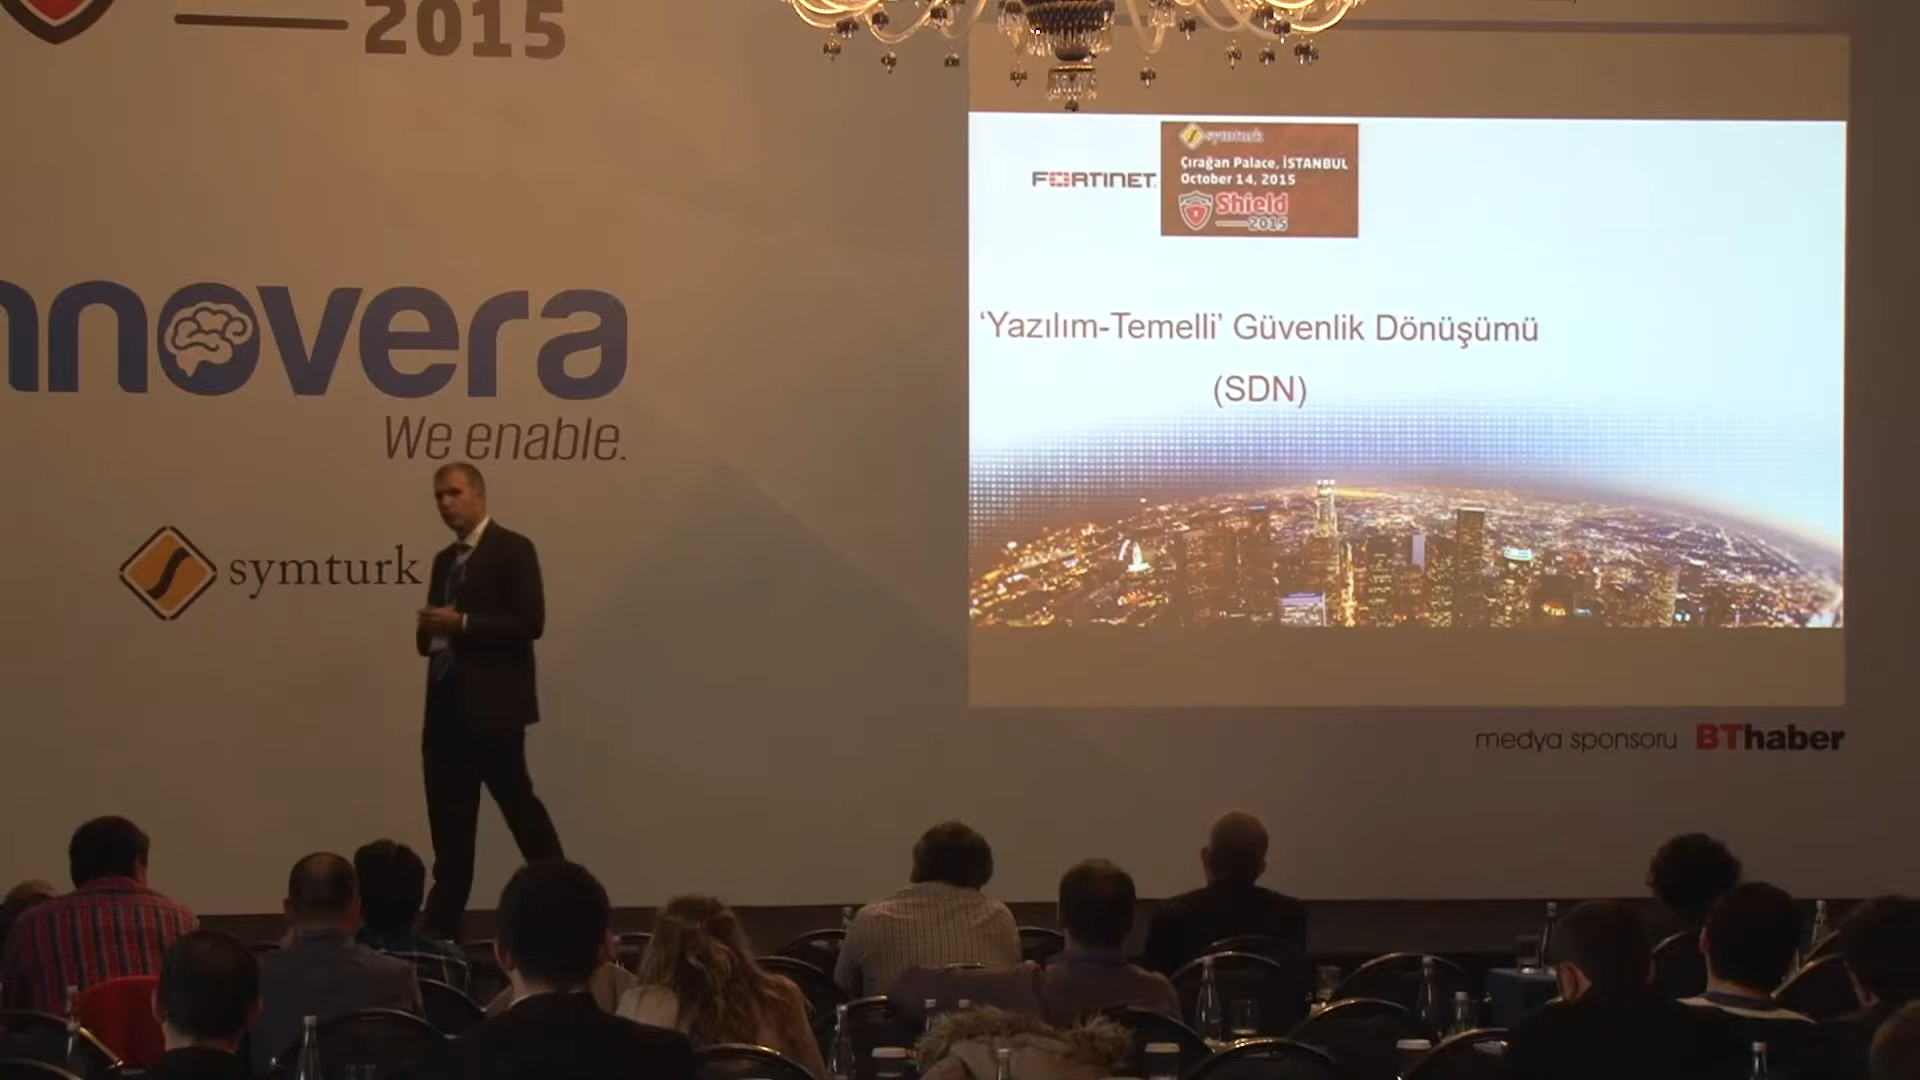 2015
nnovera
We enable.
symturk
FORTINET
symturk
Çırağan Palace, İSTANBUL
October 14, 2015
Shield
2015
‘Yazılım-Temelli’ Güvenlik Dönüşümü
(SDN)
medya sponsoru BThaber